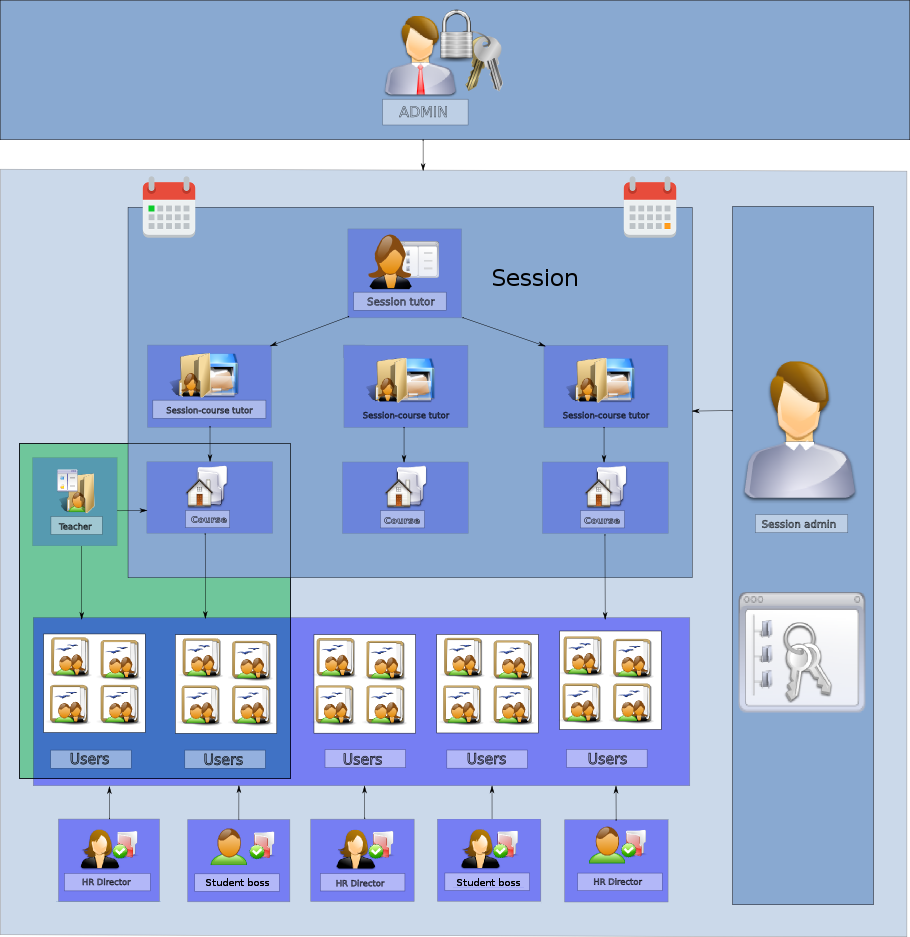 ADMIN
Session
Session tutor
Session-course tutor
Session-course tutor
Session-course tutor
Teacher
Course
Course
Course
Session admin
Users
Users
Users
Users
Users
HR Director
Student boss
HR Director
Student boss
HR Director